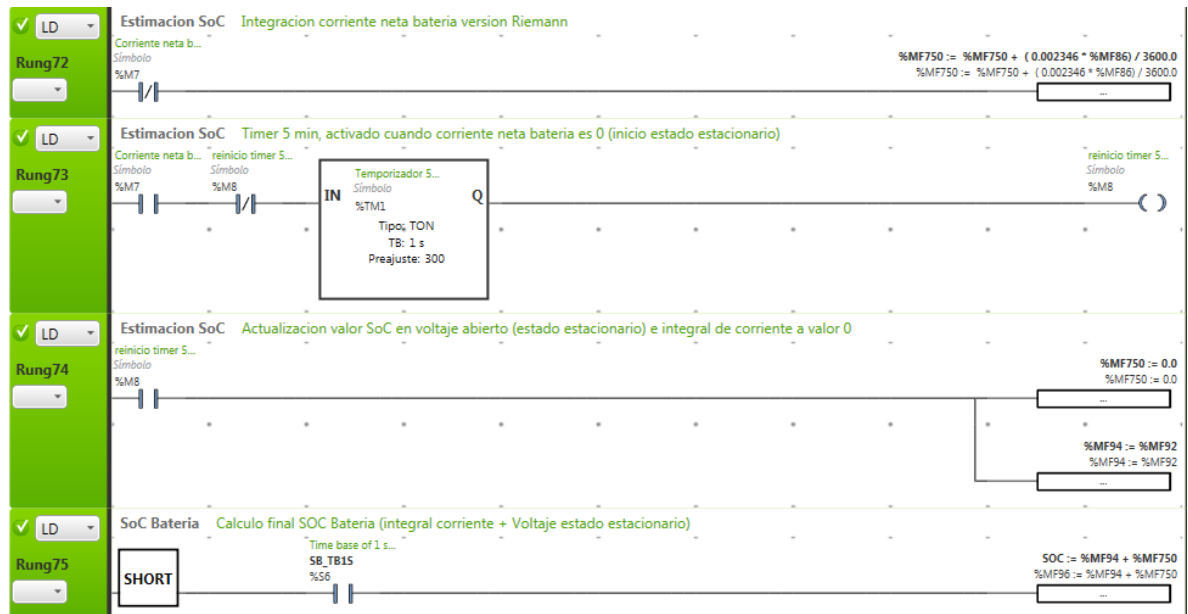 LD
Estimacion SoC Integracion corriente neta bateria version Riemann
Rung72
Corriente neta b...
Símbolo
%M7
%MF750 := %MF750 + ( 0.002346 * %MF86) / 3600.0
%MF750 := %MF750 + ( 0.002346 * %MF86) / 3600.0
...
LD
Estimacion SoC Timer 5 min, activado cuando corriente neta bateria es 0 (inicio estado estacionario)
Rung73
Corriente neta b... reinicio timer 5...
Símbolo Símbolo
%M7 %M8
Temporizador 5...
IN Símbolo Q
%TM1
Tipo: TON
TB: 1 s
Preajuste: 300
reinicio timer 5...
Símbolo
%M8
LD
Estimacion SoC Actualizacion valor SoC en voltaje abierto (estado estacionario) e integral de corriente a valor 0
Rung74
reinicio timer 5...
Símbolo
%M8
%MF750 := 0.0
%MF750 := 0.0
...
%MF94 := %MF92
%MF94 := %MF92
...
LD
SoC Bateria Calculo final SOC Bateria (integral corriente + Voltaje estado estacionario)
Rung75
SHORT
Time base of 1 s...
SB_TB1S
%S6
SOC := %MF94 + %MF750
%MF96 := %MF94 + %MF750
...